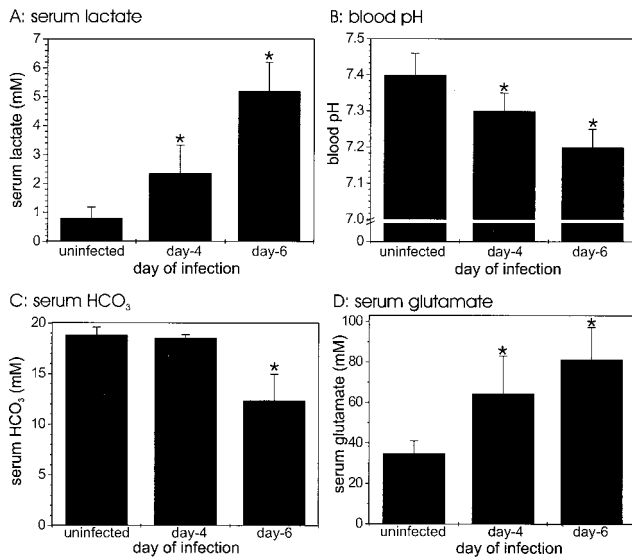 A: serum lactate
serum lactate (mM)
7
6
5
4
3
2
1
0
*
*
uninfected day-4 day-6
day of infection
B: blood pH
blood pH
7.5
7.4
7.3
7.2
7.1
7.0
0
*
*
uninfected day-4 day-6
day of infection
C: serum HCO₃
serum HCO₃ (mM)
20
15
10
5
0
*
uninfected day-4 day-6
day of infection
D: serum glutamate
serum glutamate (mM)
100
80
60
40
20
0
*
*
uninfected day-4 day-6
day of infection